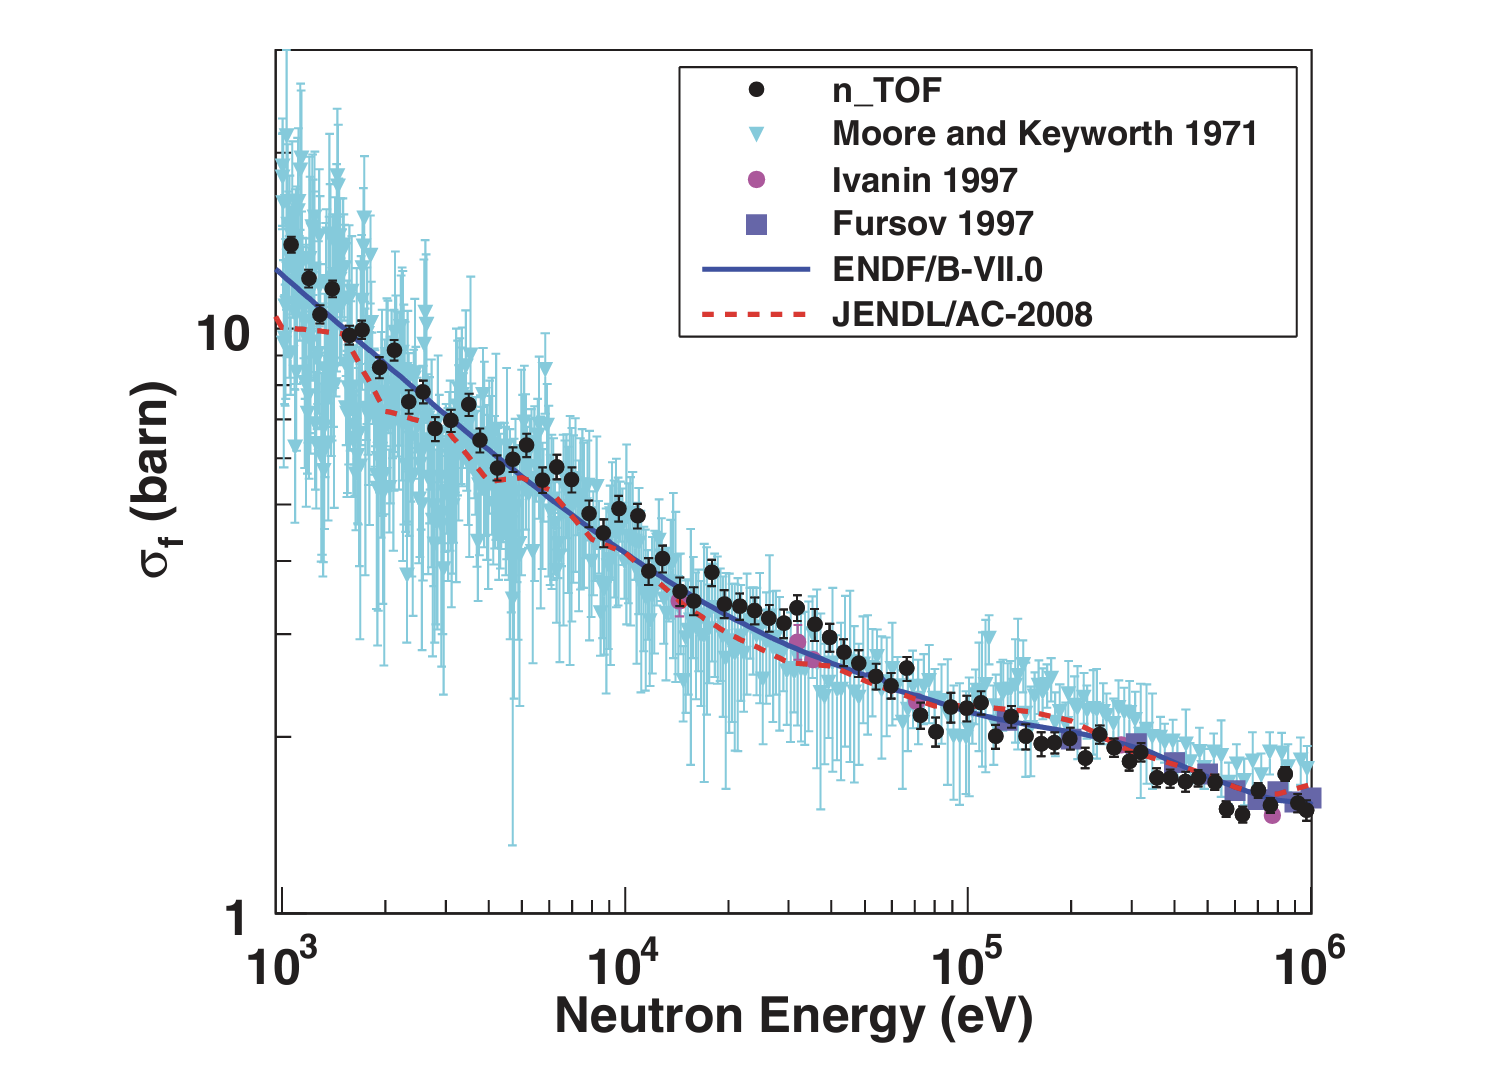 n_TOF
Moore and Keyworth 1971
Ivanin 1997
Fursov 1997
ENDF/B-VII.0
JENDL/AC-2008
10
1
σf (barn)
10³ 10⁴ 10⁵ 10⁶
Neutron Energy (eV)